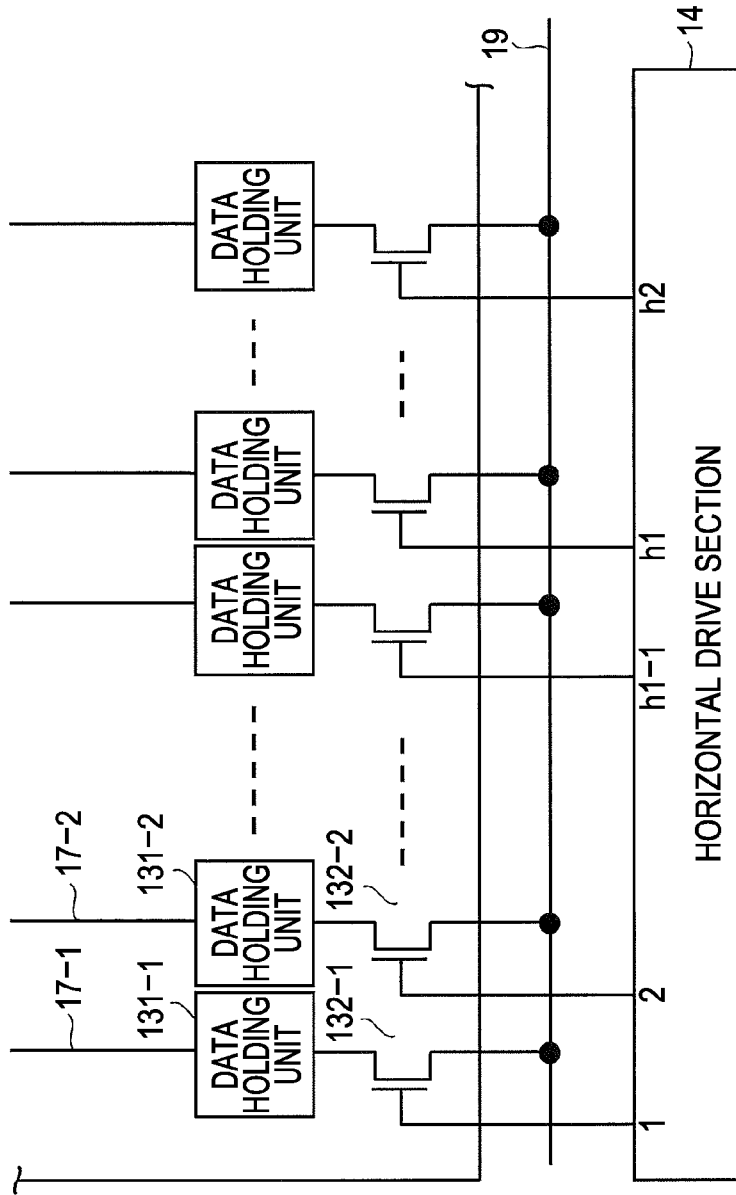 17-1
17-2
131-1
131-2
DATA
HOLDING
UNIT
DATA
HOLDING
UNIT
DATA
HOLDING
UNIT
DATA
HOLDING
UNIT
DATA
HOLDING
UNIT
132-1
132-2
19
14
1
2
h1-1
h1
h2
HORIZONTAL DRIVE SECTION